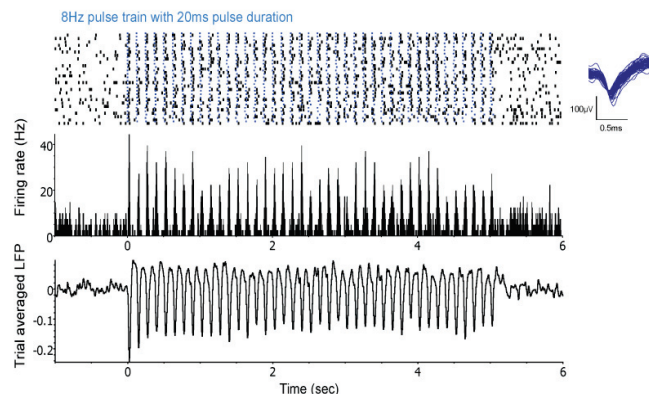 8Hz pulse train with 20ms pulse duration
100μV
0.5ms
Firing rate (Hz)
40
20
0
0
2
4
6
Trial averaged LFP
0
-0.1
-0.2
0
2
4
6
Time (sec)